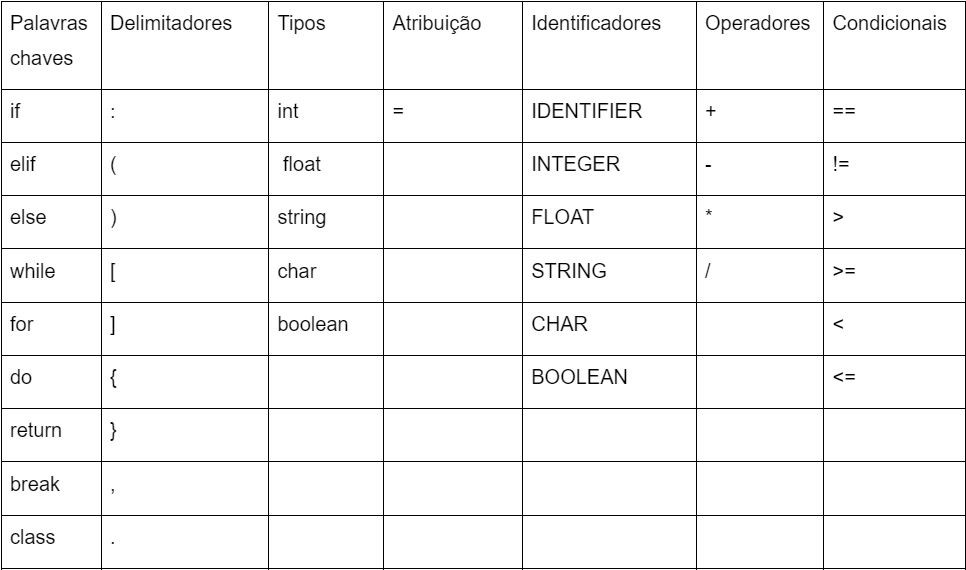 Palavras chaves Delimitadores Tipos Atribuição Identificadores Operadores Condicionais
if : int = IDENTIFIER + ==
elif ( float INTEGER - !=
else ) string FLOAT * >
while [ char STRING / >=
for ] boolean CHAR <
do { BOOLEAN <=
return }
break ,
class .